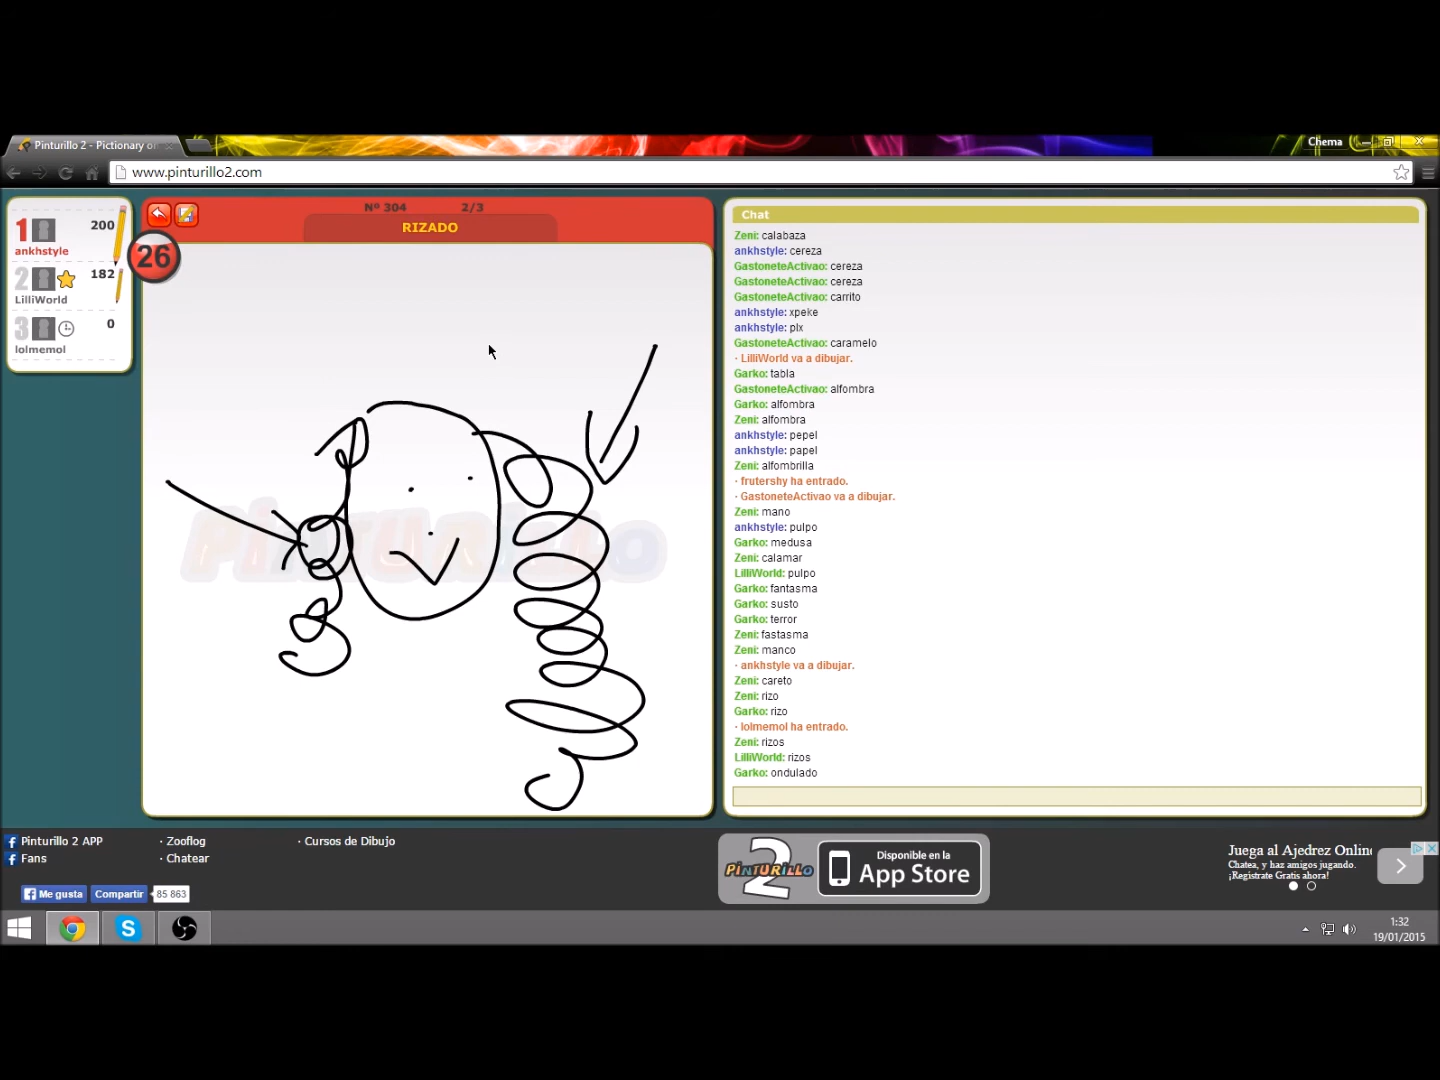 Pinturillo 2 - Pictionary or
Chema
www.pinturillo2.com
1
200
ankhstyle
2
182
LilliWorld
3
0
lolmemol
26
Nº 304
2/3
RIZADO
PINTURILLO
Chat
Zeni: calabaza
ankhstyle: cereza
GastoneteActivao: cereza
GastoneteActivao: cereza
GastoneteActivao: carrito
ankhstyle: xpeke
ankhstyle: plx
GastoneteActivao: caramelo
· LilliWorld va a dibujar.
Garko: tabla
GastoneteActivao: alfombra
Garko: alfombra
Zeni: alfombra
ankhstyle: pepel
ankhstyle: papel
Zeni: alfombrilla
· frutershy ha entrado.
· GastoneteActivao va a dibujar.
Zeni: mano
ankhstyle: pulpo
Garko: medusa
Zeni: calamar
LilliWorld: pulpo
Garko: fantasma
Garko: susto
Garko: terror
Zeni: fastasma
Zeni: manco
· ankhstyle va a dibujar.
Zeni: careto
Zeni: rizo
Garko: rizo
· lolmemol ha entrado.
Zeni: rizos
LilliWorld: rizos
Garko: ondulado
Pinturillo 2 APP
Fans
· Zooflog
· Chatear
· Cursos de Dibujo
Me gusta
Compartir
85 863
2
PINTURILLO
Disponible en la
App Store
Juega al Ajedrez Online
Chatea, y haz amigos jugando.
¡Registrate Gratis ahora!
1:32
19/01/2015